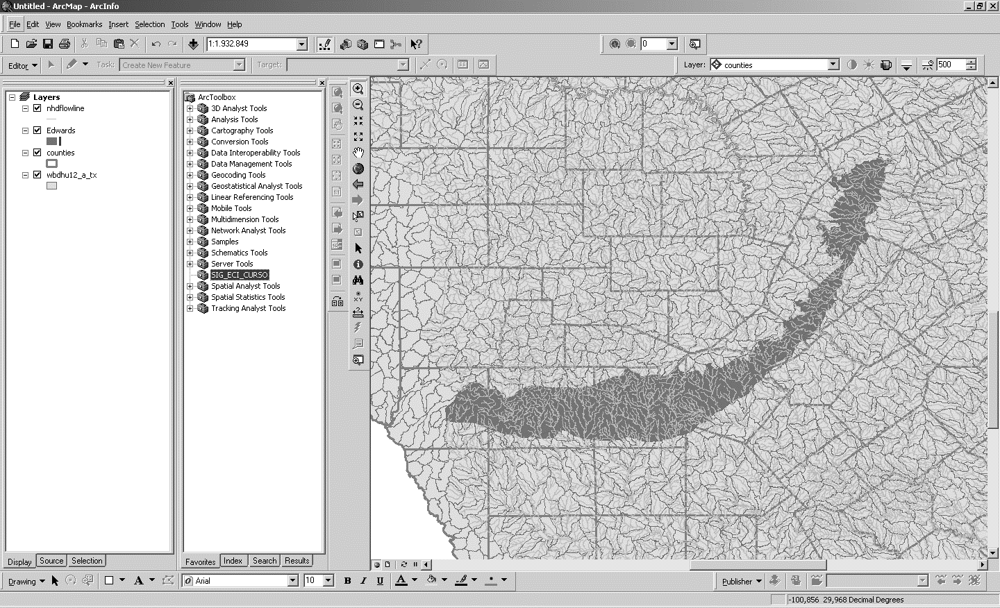 Untitled - ArcMap - ArcInfo
File Edit View Bookmarks Insert Selection Tools Window Help
1:1.932.849
0
Editor Task: Create New Feature Target:
Layer: counties 500
Layers
nhdflowline
Edwards
counties
wbdhu12_a_tx
Display Source Selection
ArcToolbox
3D Analyst Tools
Analysis Tools
Cartography Tools
Conversion Tools
Data Interoperability Tools
Data Management Tools
Geocoding Tools
Geostatistical Analyst Tools
Linear Referencing Tools
Mobile Tools
Multidimension Tools
Network Analyst Tools
Samples
Schematics Tools
Server Tools
SIG_ECI_CURSO
Spatial Analyst Tools
Spatial Statistics Tools
Tracking Analyst Tools
Favorites Index Search Results
XY
Drawing A Arial 10 B I U A
Publisher
-100,856 29,968 Decimal Degrees